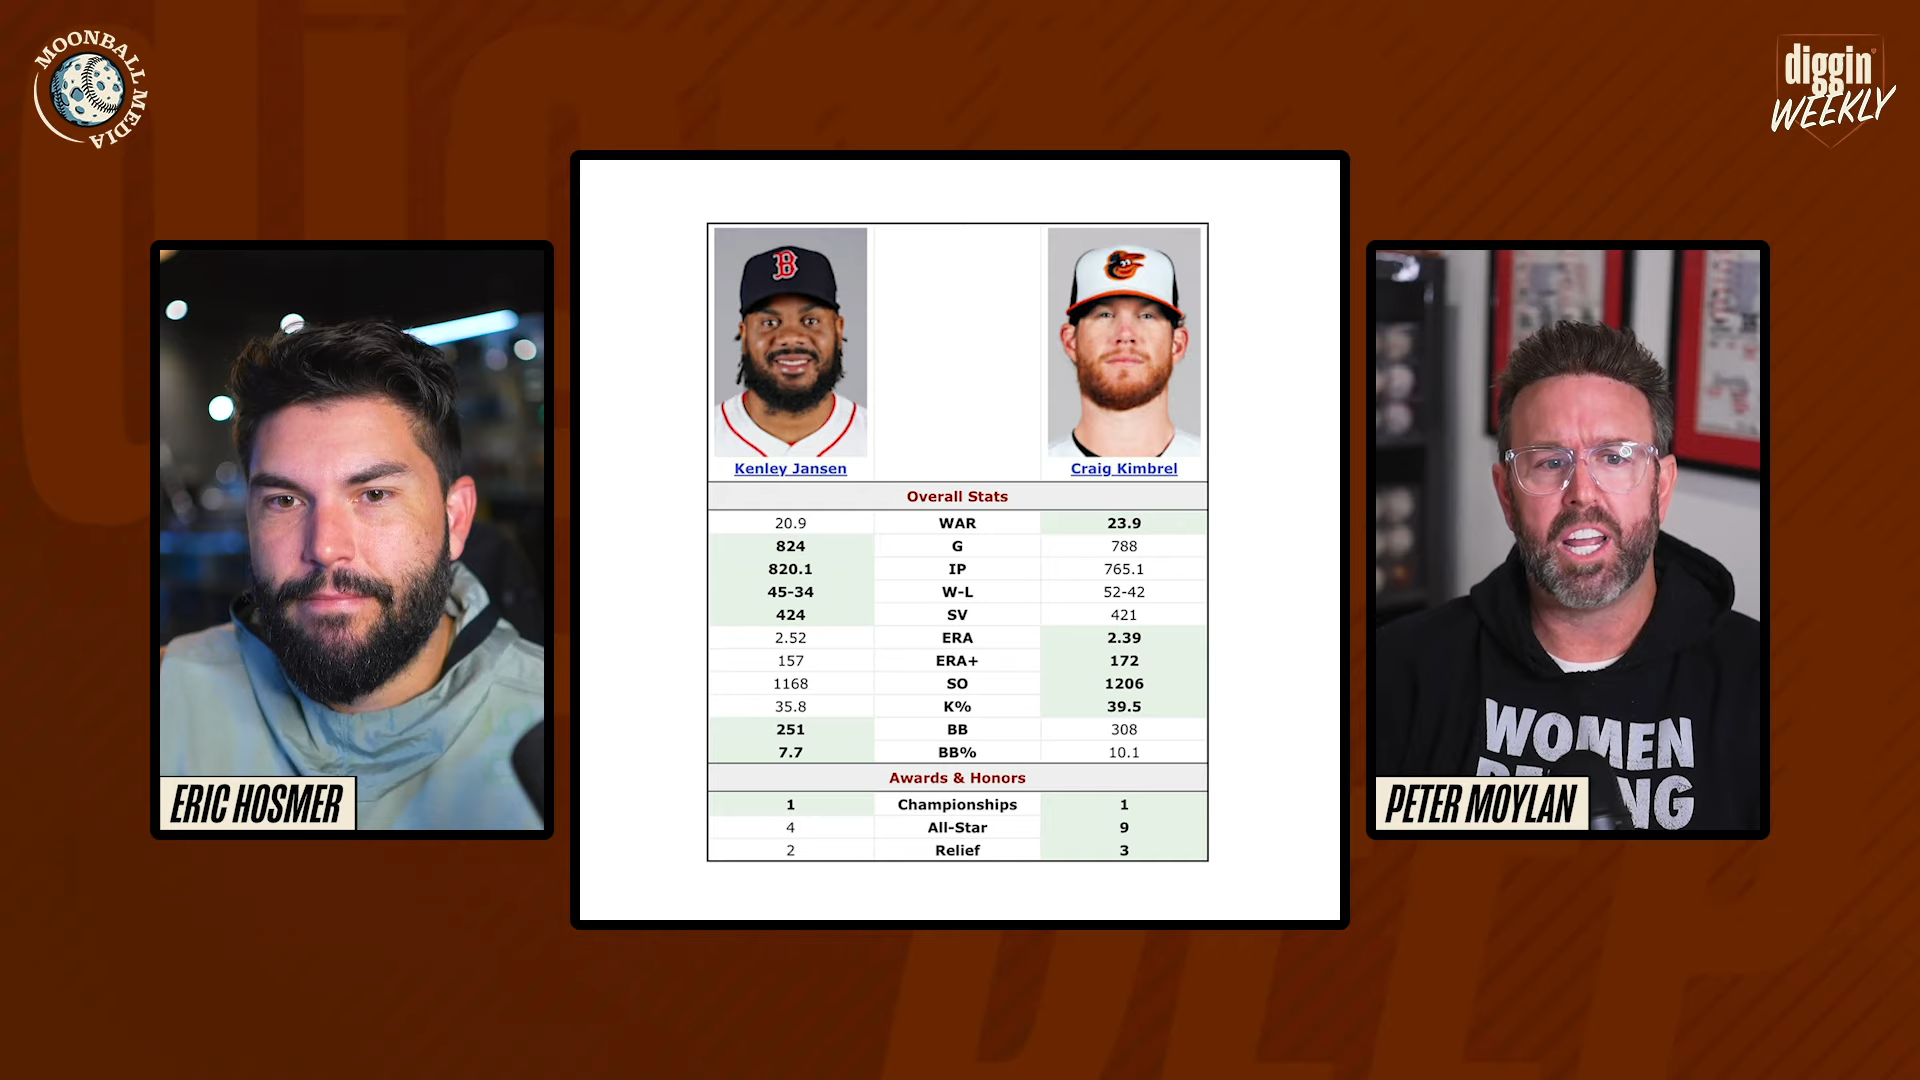 MOONBALL MEDIA
diggin'
WEEKLY
B
Kenley Jansen
Craig Kimbrel
Overall Stats
20.9 WAR 23.9
824 G 788
820.1 IP 765.1
45-34 W-L 52-42
424 SV 421
2.52 ERA 2.39
157 ERA+ 172
1168 SO 1206
35.8 K% 39.5
251 BB 308
7.7 BB% 10.1
Awards & Honors
1 Championships 1
4 All-Star 9
2 Relief 3
ERIC HOSMER
WOMEN
PETER MOYLAN